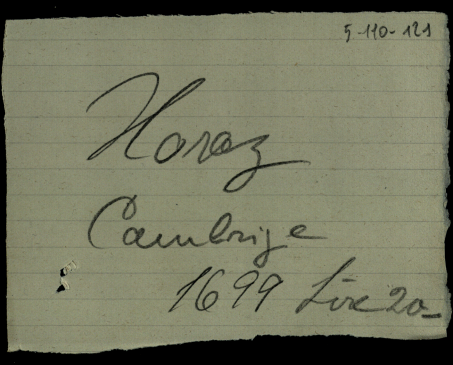 5-110-121
Horaz
Cambrige
1699 Lire 20-